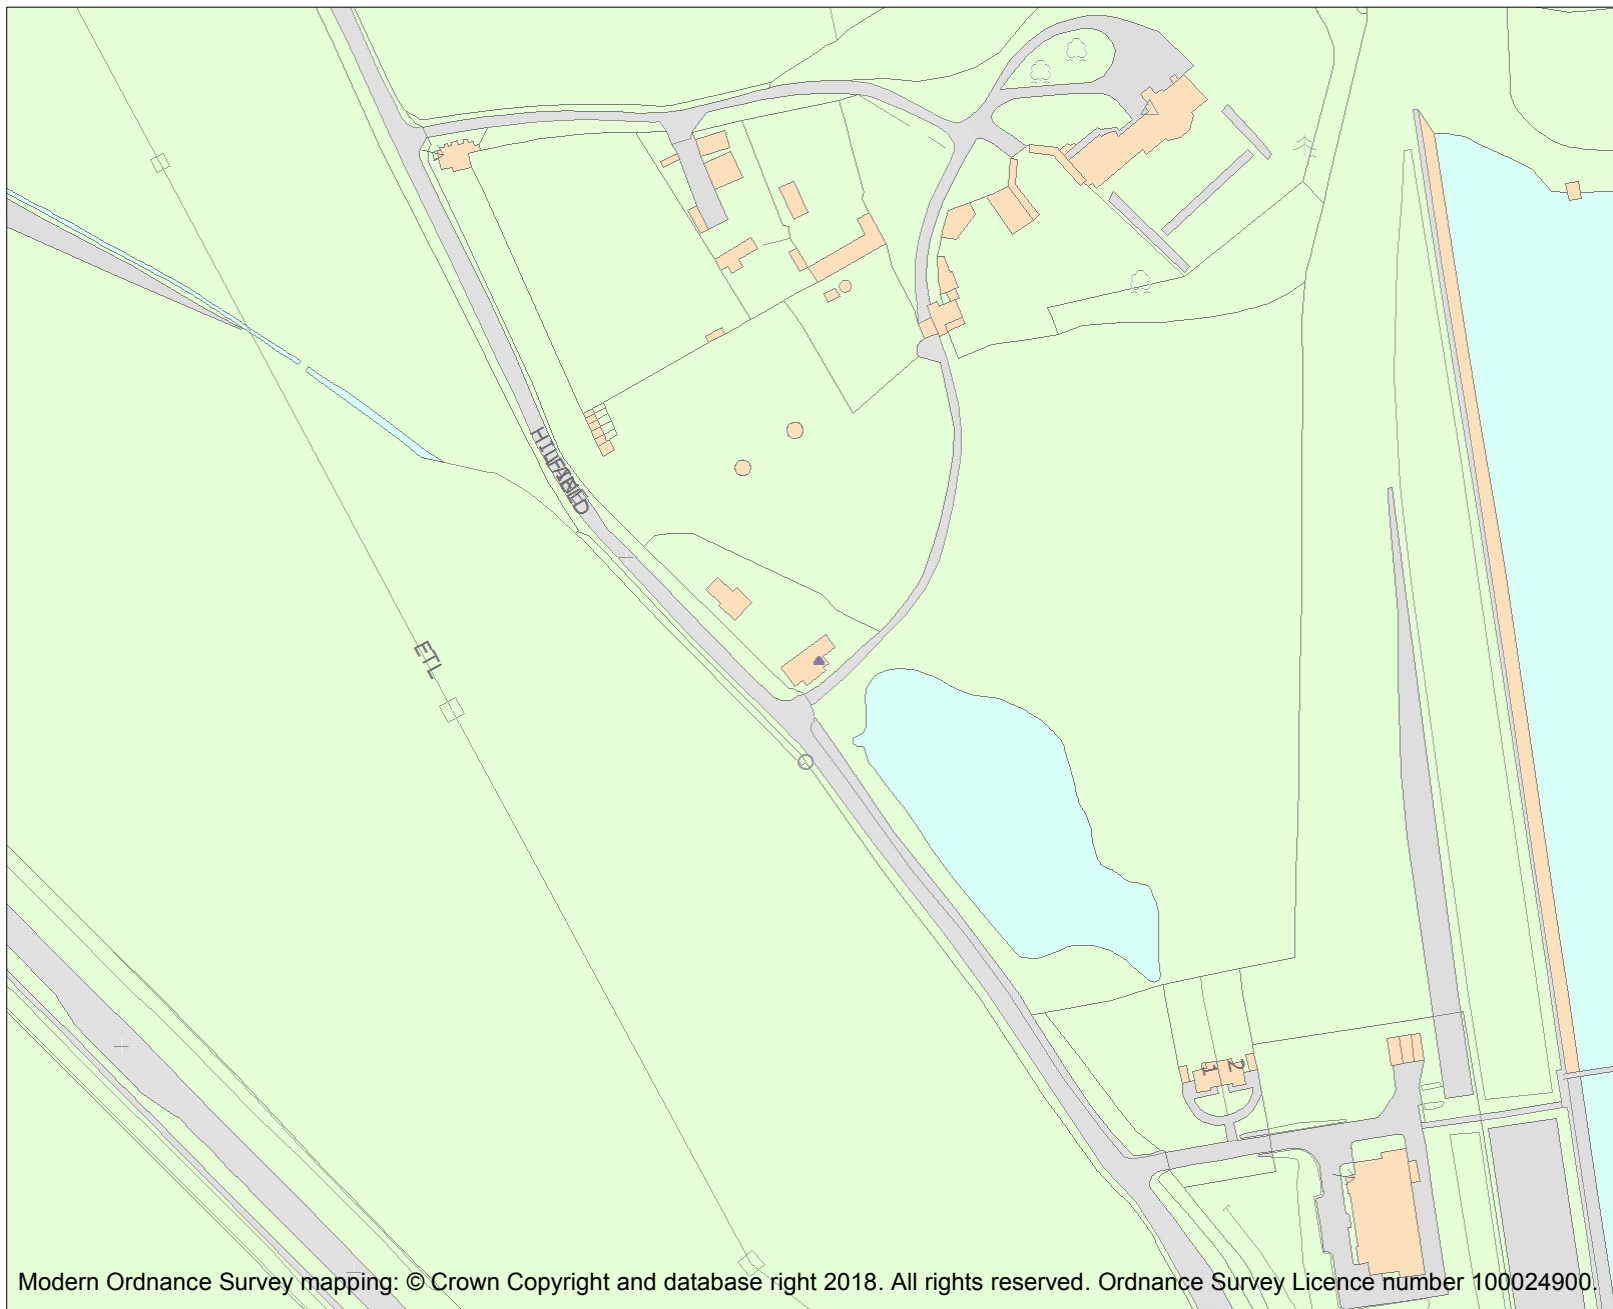 HILFIELD
LANE
ETL
1
2
Modern Ordnance Survey mapping: © Crown Copyright and database right 2018. All rights reserved. Ordnance Survey Licence number 100024900.